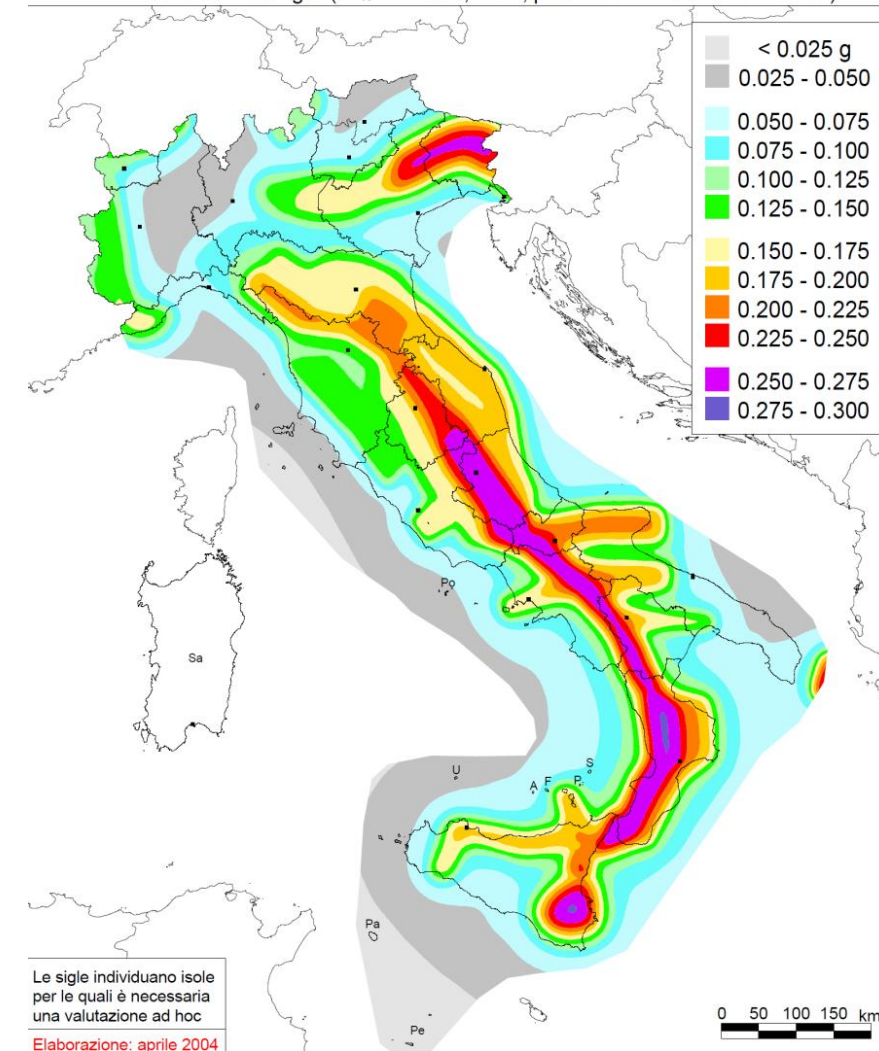 < 0.025 g
0.025 - 0.050
0.050 - 0.075
0.075 - 0.100
0.100 - 0.125
0.125 - 0.150
0.150 - 0.175
0.175 - 0.200
0.200 - 0.225
0.225 - 0.250
0.250 - 0.275
0.275 - 0.300
Po
Sa
U
A
F
P
S
Pa
Pe
Le sigle individuano isole
per le quali è necessaria
una valutazione ad hoc
Elaborazione: aprile 2004
0 50 100 150 km